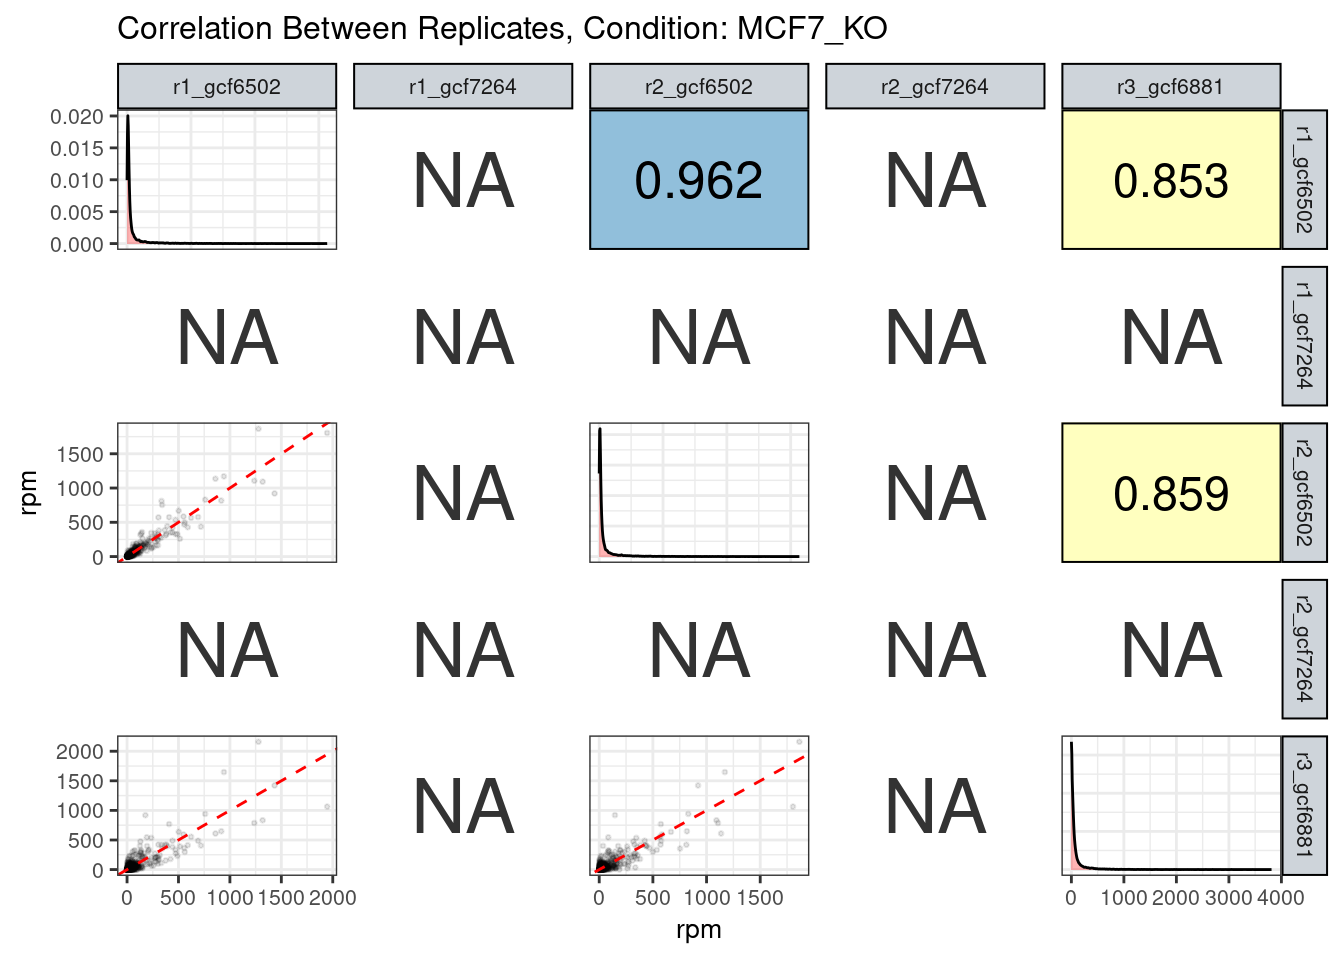 Correlation Between Replicates, Condition: MCF7_KO
r1_gcf6502 r1_gcf7264 r2_gcf6502 r2_gcf7264 r3_gcf6881
0.020
0.015
0.010
0.005
0.000
NA 0.962 NA 0.853
r1_gcf6502
NA NA NA NA NA
r1_gcf7264
1500
1000
500
0
NA NA 0.859
r2_gcf6502
rpm
NA NA NA NA NA
r2_gcf7264
2000
1500
1000
500
0
NA NA
r3_gcf6881
0 500 1000 1500 2000
0 500 1000 1500
0 1000 2000 3000 4000
rpm